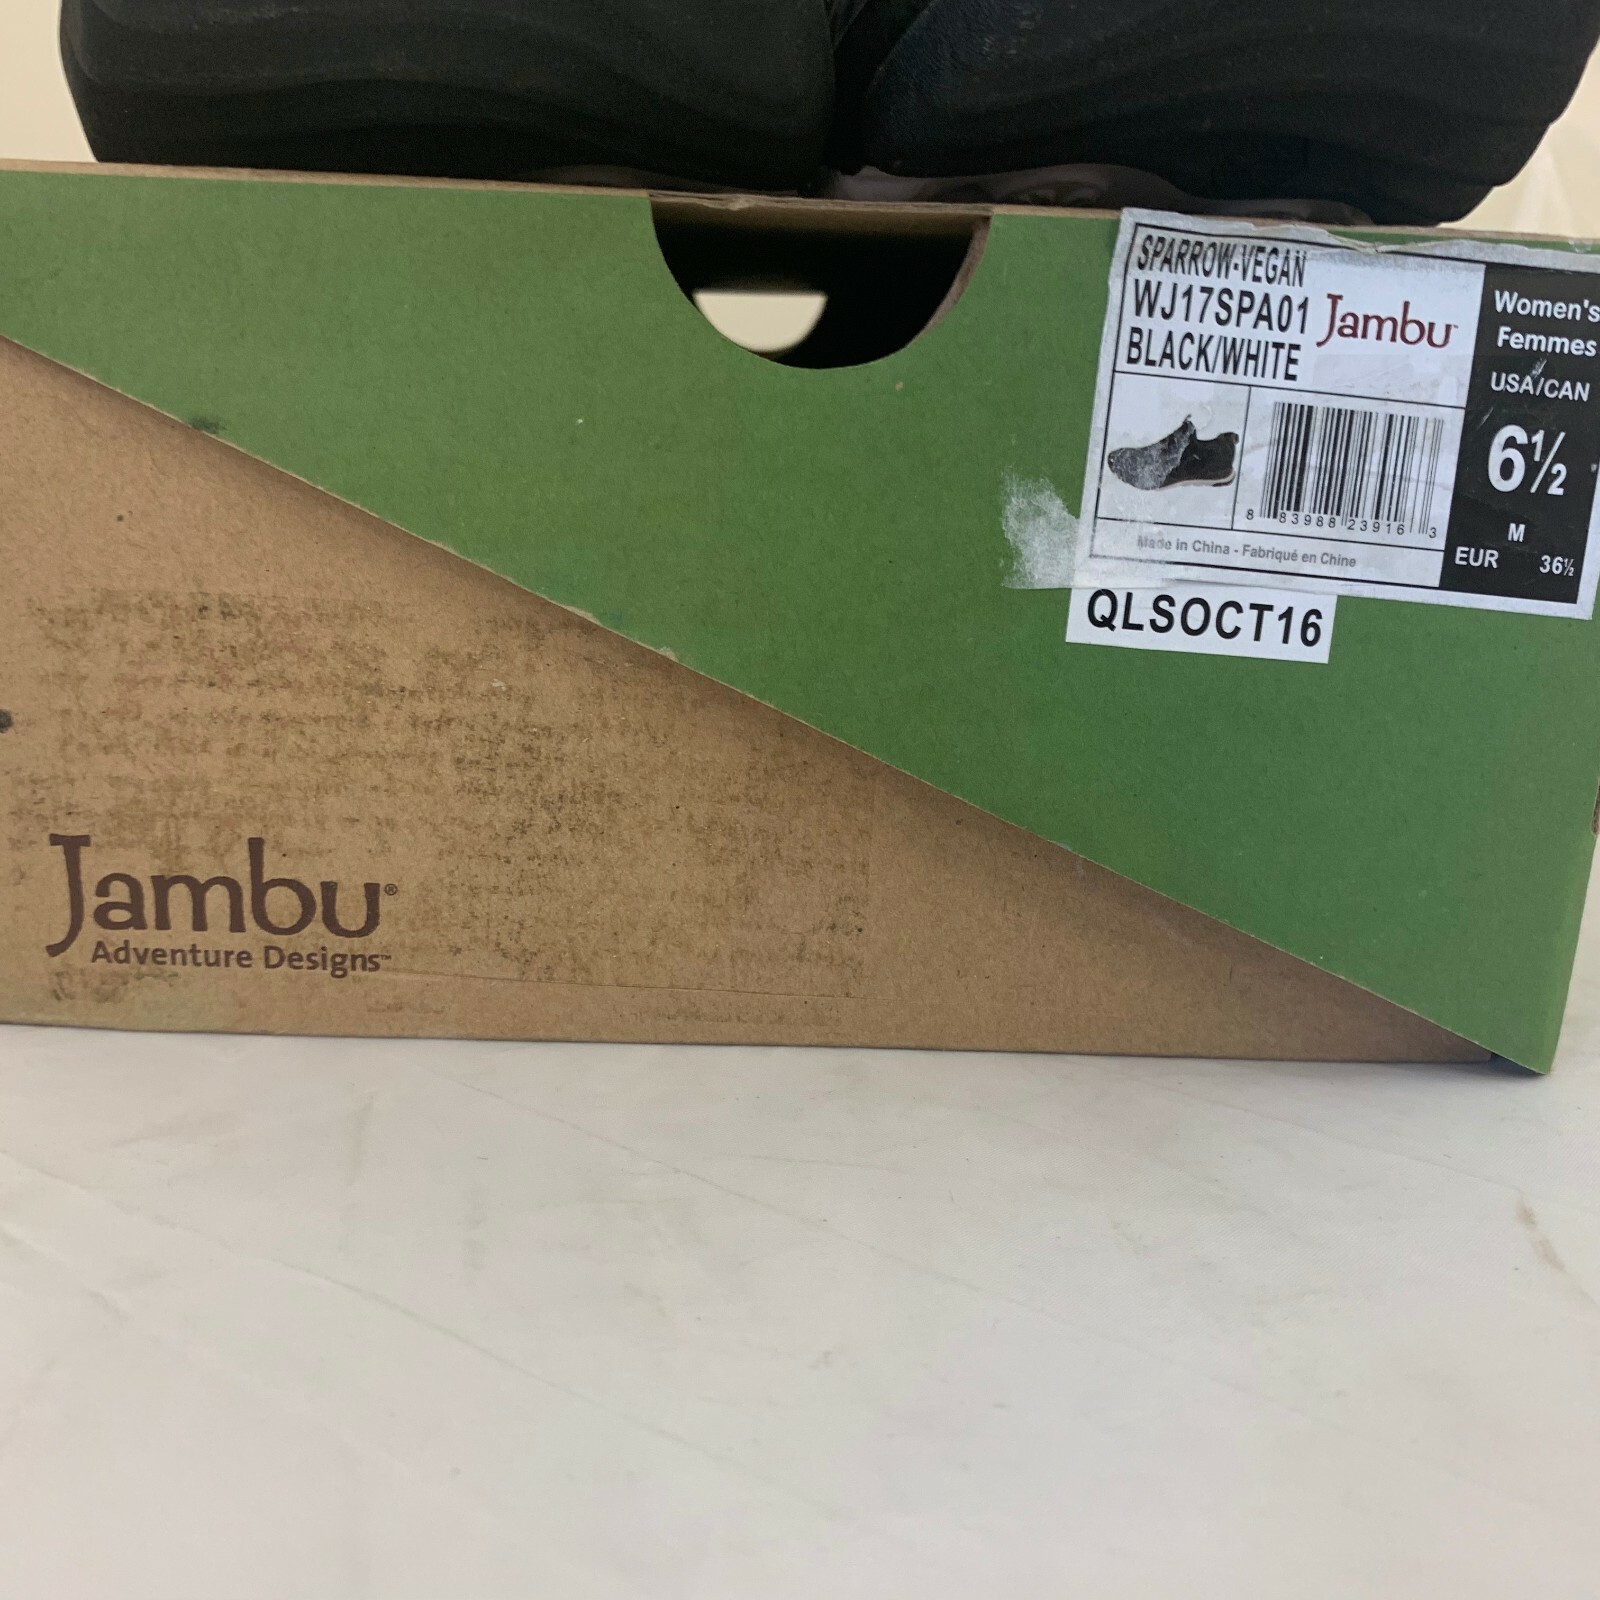 SPARROW-VEGAN
WJ17SPA01
BLACK/WHITE
Jambu
Women's
Femmes
USA/CAN
6½
M
EUR 36½
8 83988 23916 3
Made in China - Fabriqué en Chine
QLSOCT16
Jambu®
Adventure Designs™